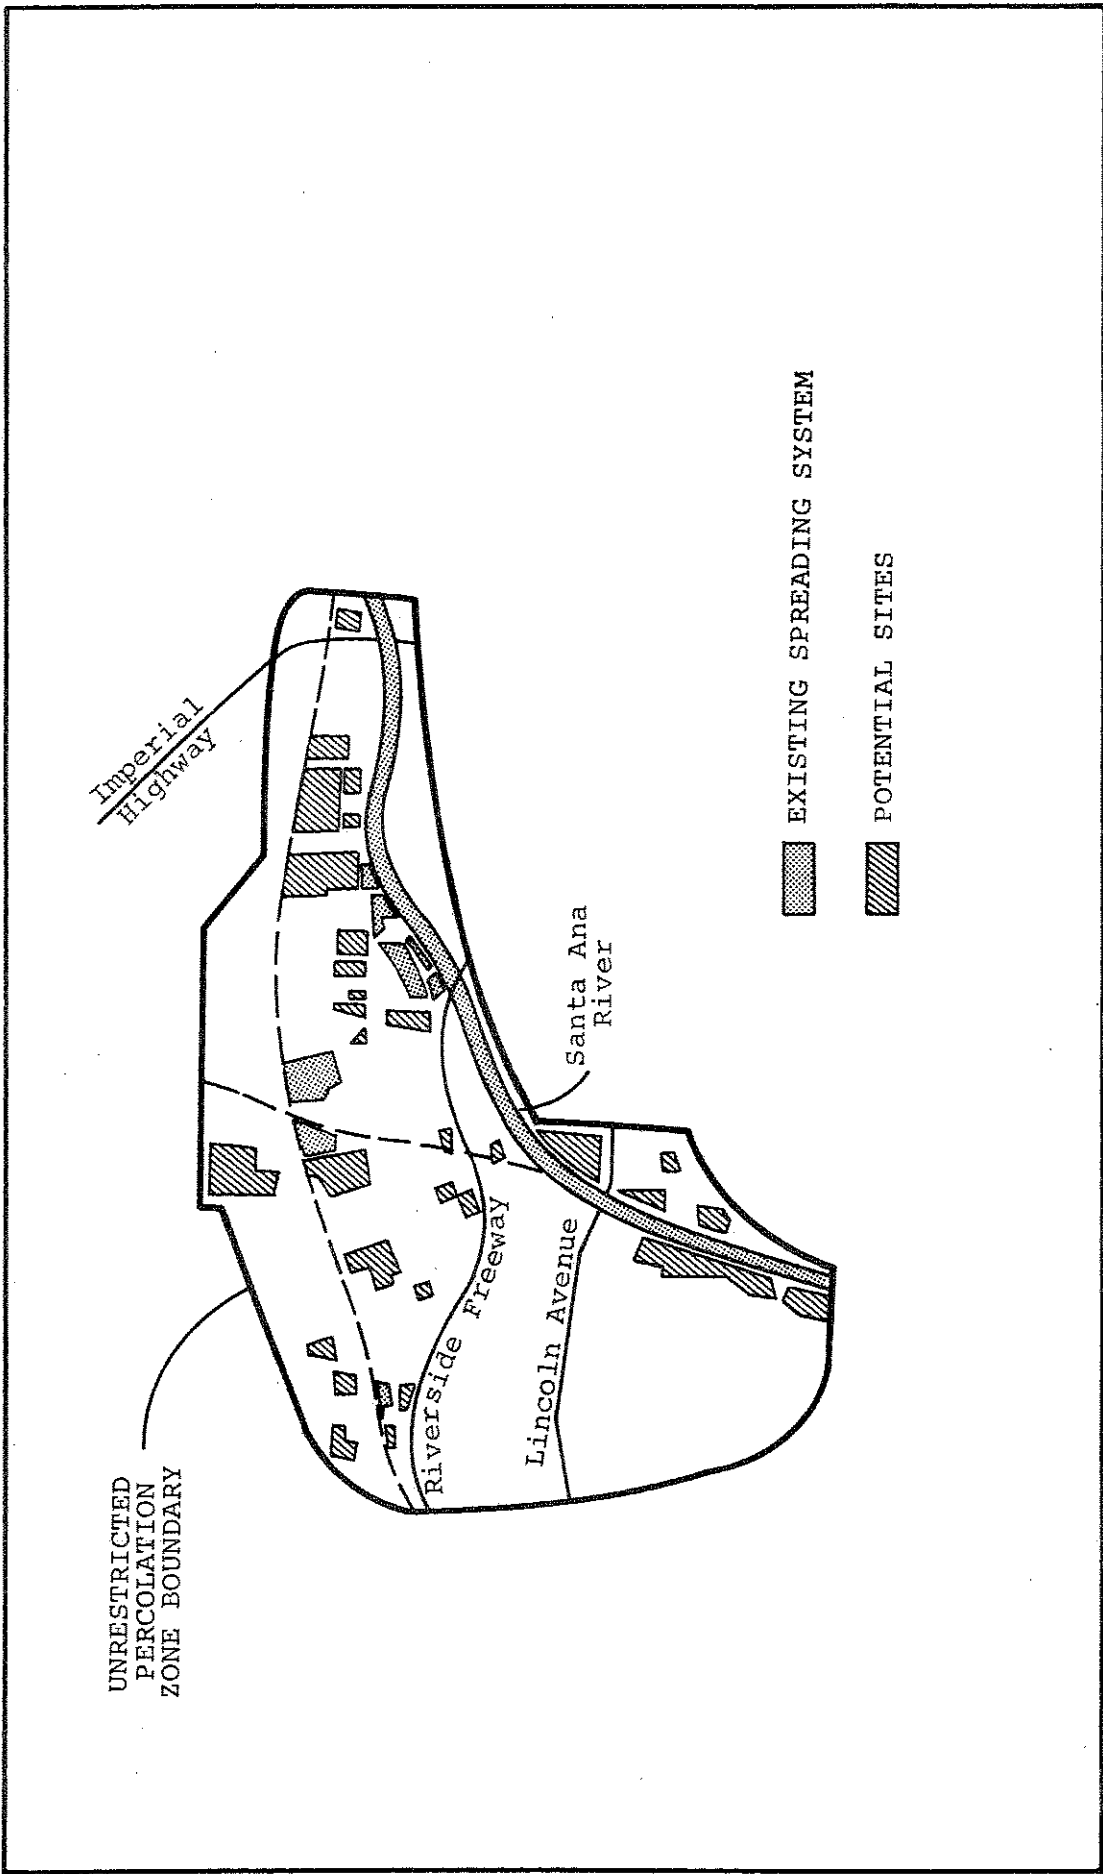 UNRESTRICTED
PERCOLATION
ZONE BOUNDARY
Imperial
Highway
Riverside Freeway
Lincoln Avenue
Santa Ana
River
EXISTING SPREADING SYSTEM
POTENTIAL SITES